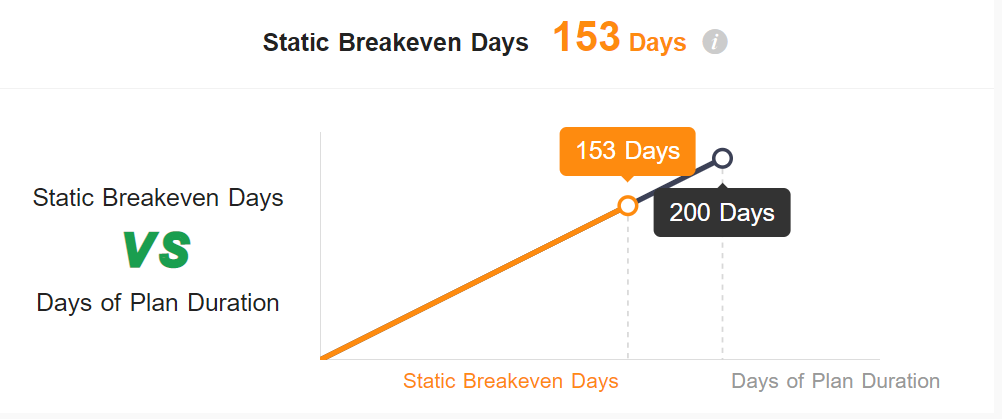 Static Breakeven Days 153 Days i
153 Days
Static Breakeven Days
200 Days
VS
Days of Plan Duration
Static Breakeven Days Days of Plan Duration